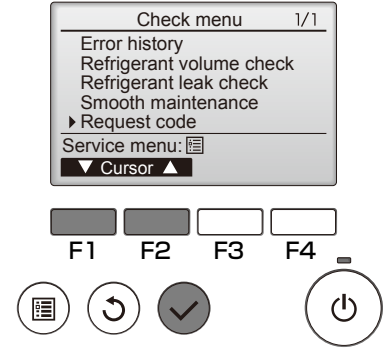 Check menu 1/1
Error history
Refrigerant volume check
Refrigerant leak check
Smooth maintenance
Request code
Service menu:
Cursor
F1 F2 F3 F4